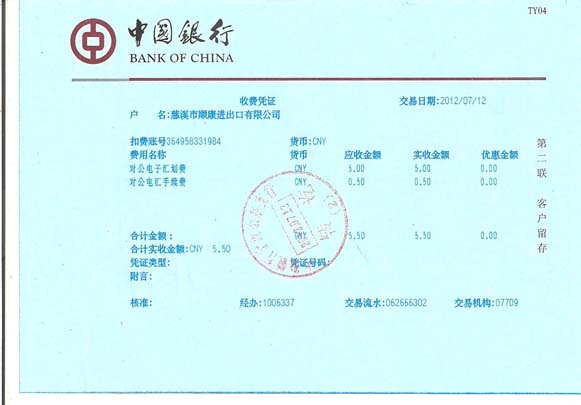 TY04
中國銀行
BANK OF CHINA
收费凭证 交易日期:2012/07/12
户 名:慈溪市顺康进出口有限公司
扣费账号364958331984 货币:CNY
费用名称 货币 应收金额 实收金额 优惠金额
对公电子汇划费 CNY 5.00 5.00 0.00
对公电汇手续费 CNY 0.50 0.50 0.00
合计金额: CNY 5.50 5.50 0.00
合计实收金额:CNY 5.50
凭证类型: 凭证号码:
附言:
核准: 经办:1006337 交易流水:062666302 交易机构:07709
第二联 客户留存